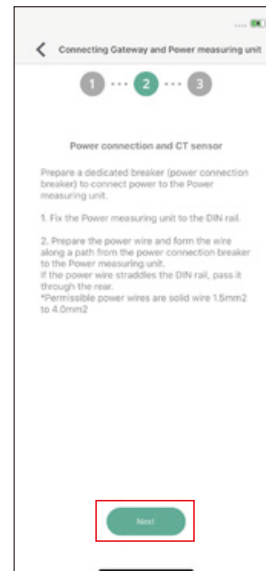 Connecting Gateway and Power measuring unit
1 ... 2 ... 3
Power connection and CT sensor
Prepare a dedicated breaker (power connection
breaker) to connect power to the Power
measuring unit.
1. Fix the Power measuring unit to the DIN rail.
2. Prepare the power wire and form the wire
along a path from the power connection breaker
to the Power measuring unit.
If the power wire straddles the DIN rail, pass it
through the rear.
*Permissible power wires are solid wire 1.5mm2
to 4.0mm2
Next